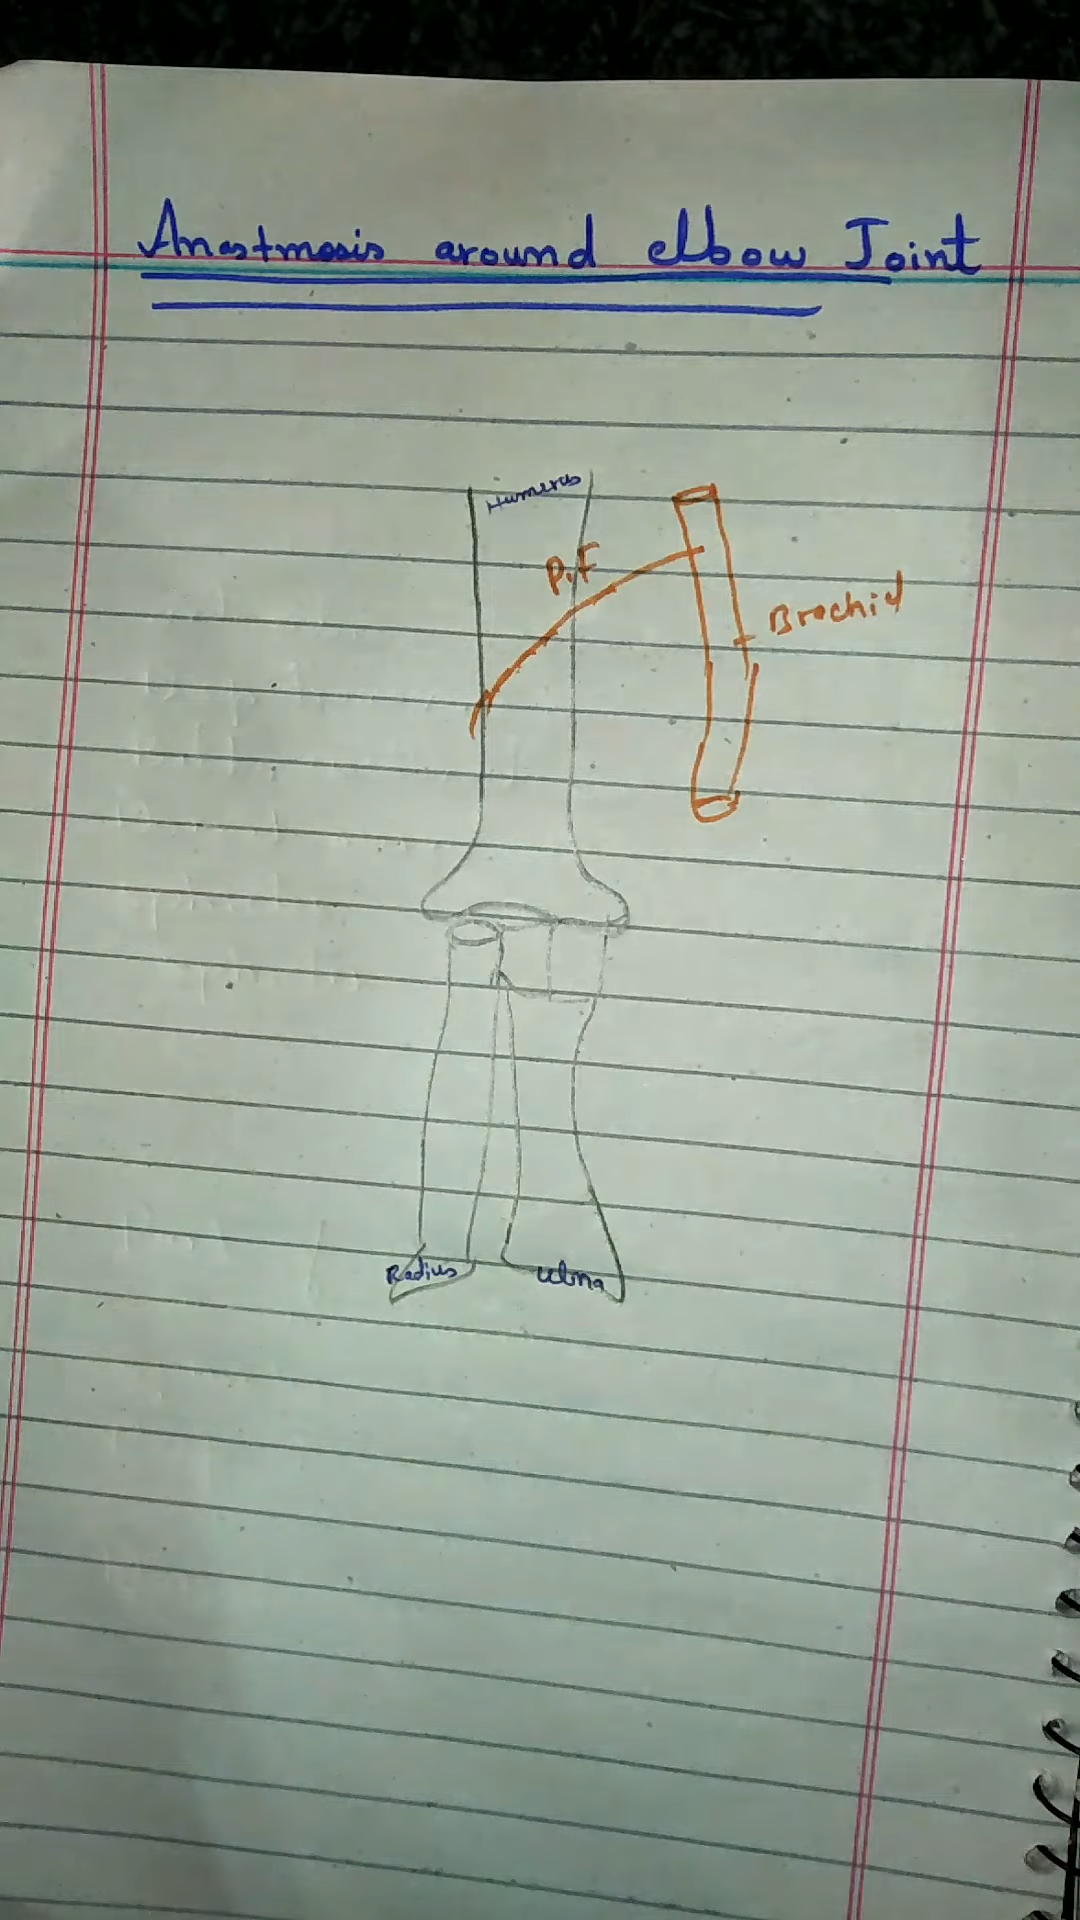 Anastmosis around elbow Joint
Humerus
P.F
Brachial
Radius
Ulna